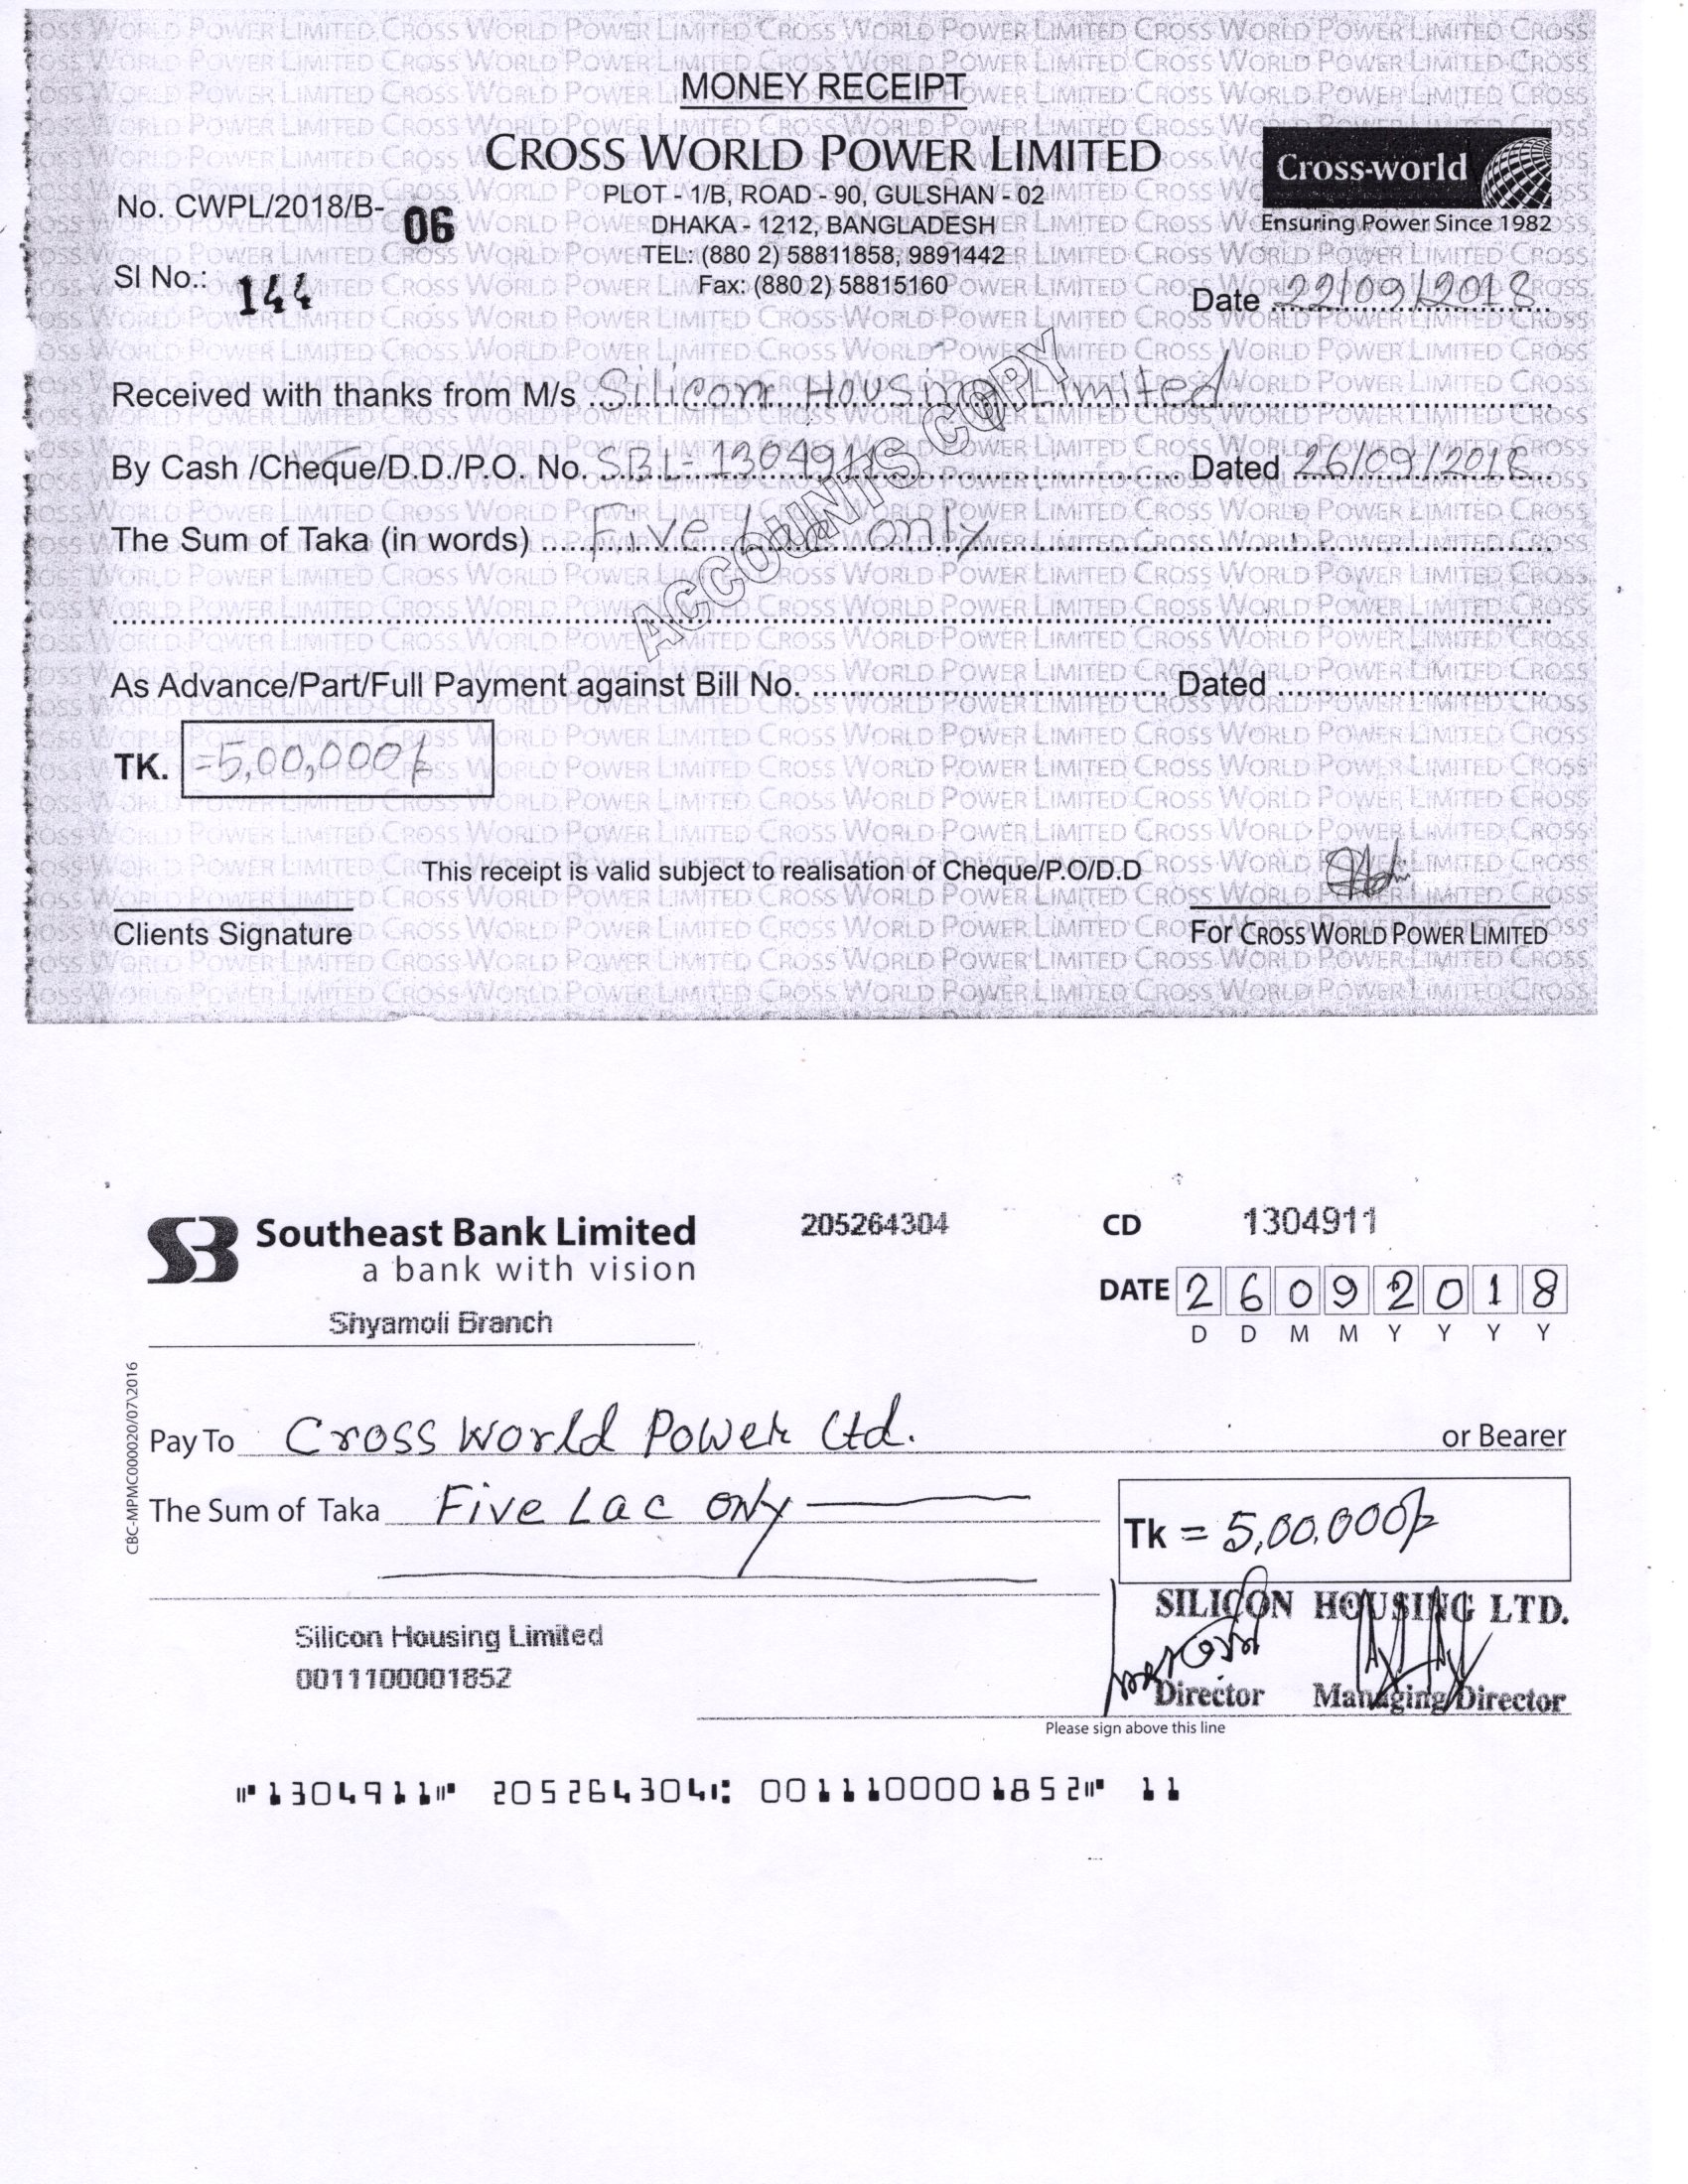 MONEY RECEIPT
CROSS WORLD POWER LIMITED
PLOT - 1/B, ROAD - 90, GULSHAN - 02
DHAKA - 1212, BANGLADESH
TEL: (880 2) 58811858, 9891442
Fax: (880 2) 58815160
Cross-world
Ensuring Power Since 1982
No. CWPL/2018/B- 06
Sl No.: 144
Date 22/09/2018
Received with thanks from M/s Silicon Housing Limited
By Cash /Cheque/D.D./P.O. No. SBL- 1304911 Dated 26/09/2018
The Sum of Taka (in words) Five Lac only
ACCOUNTS COPY
As Advance/Part/Full Payment against Bill No. Dated
TK. =5,00,000/=
This receipt is valid subject to realisation of Cheque/P.O/D.D
Clients Signature
For CROSS WORLD POWER LIMITED
Southeast Bank Limited 205264304 CD 1304911
a bank with vision
DATE 2 6 0 9 2 0 1 8
D D M M Y Y Y Y
Shyamoli Branch
CBC-MPMC000020/07\2016
Pay To Cross World Power Ltd. or Bearer
The Sum of Taka Five Lac only
Tk = 5,00,000/=
SILICON HOUSING LTD.
Silicon Housing Limited
0011100001852
Director Managing Director
Please sign above this line
⑈1304911⑈ 205264304⑆ 0011100001852⑈ 11